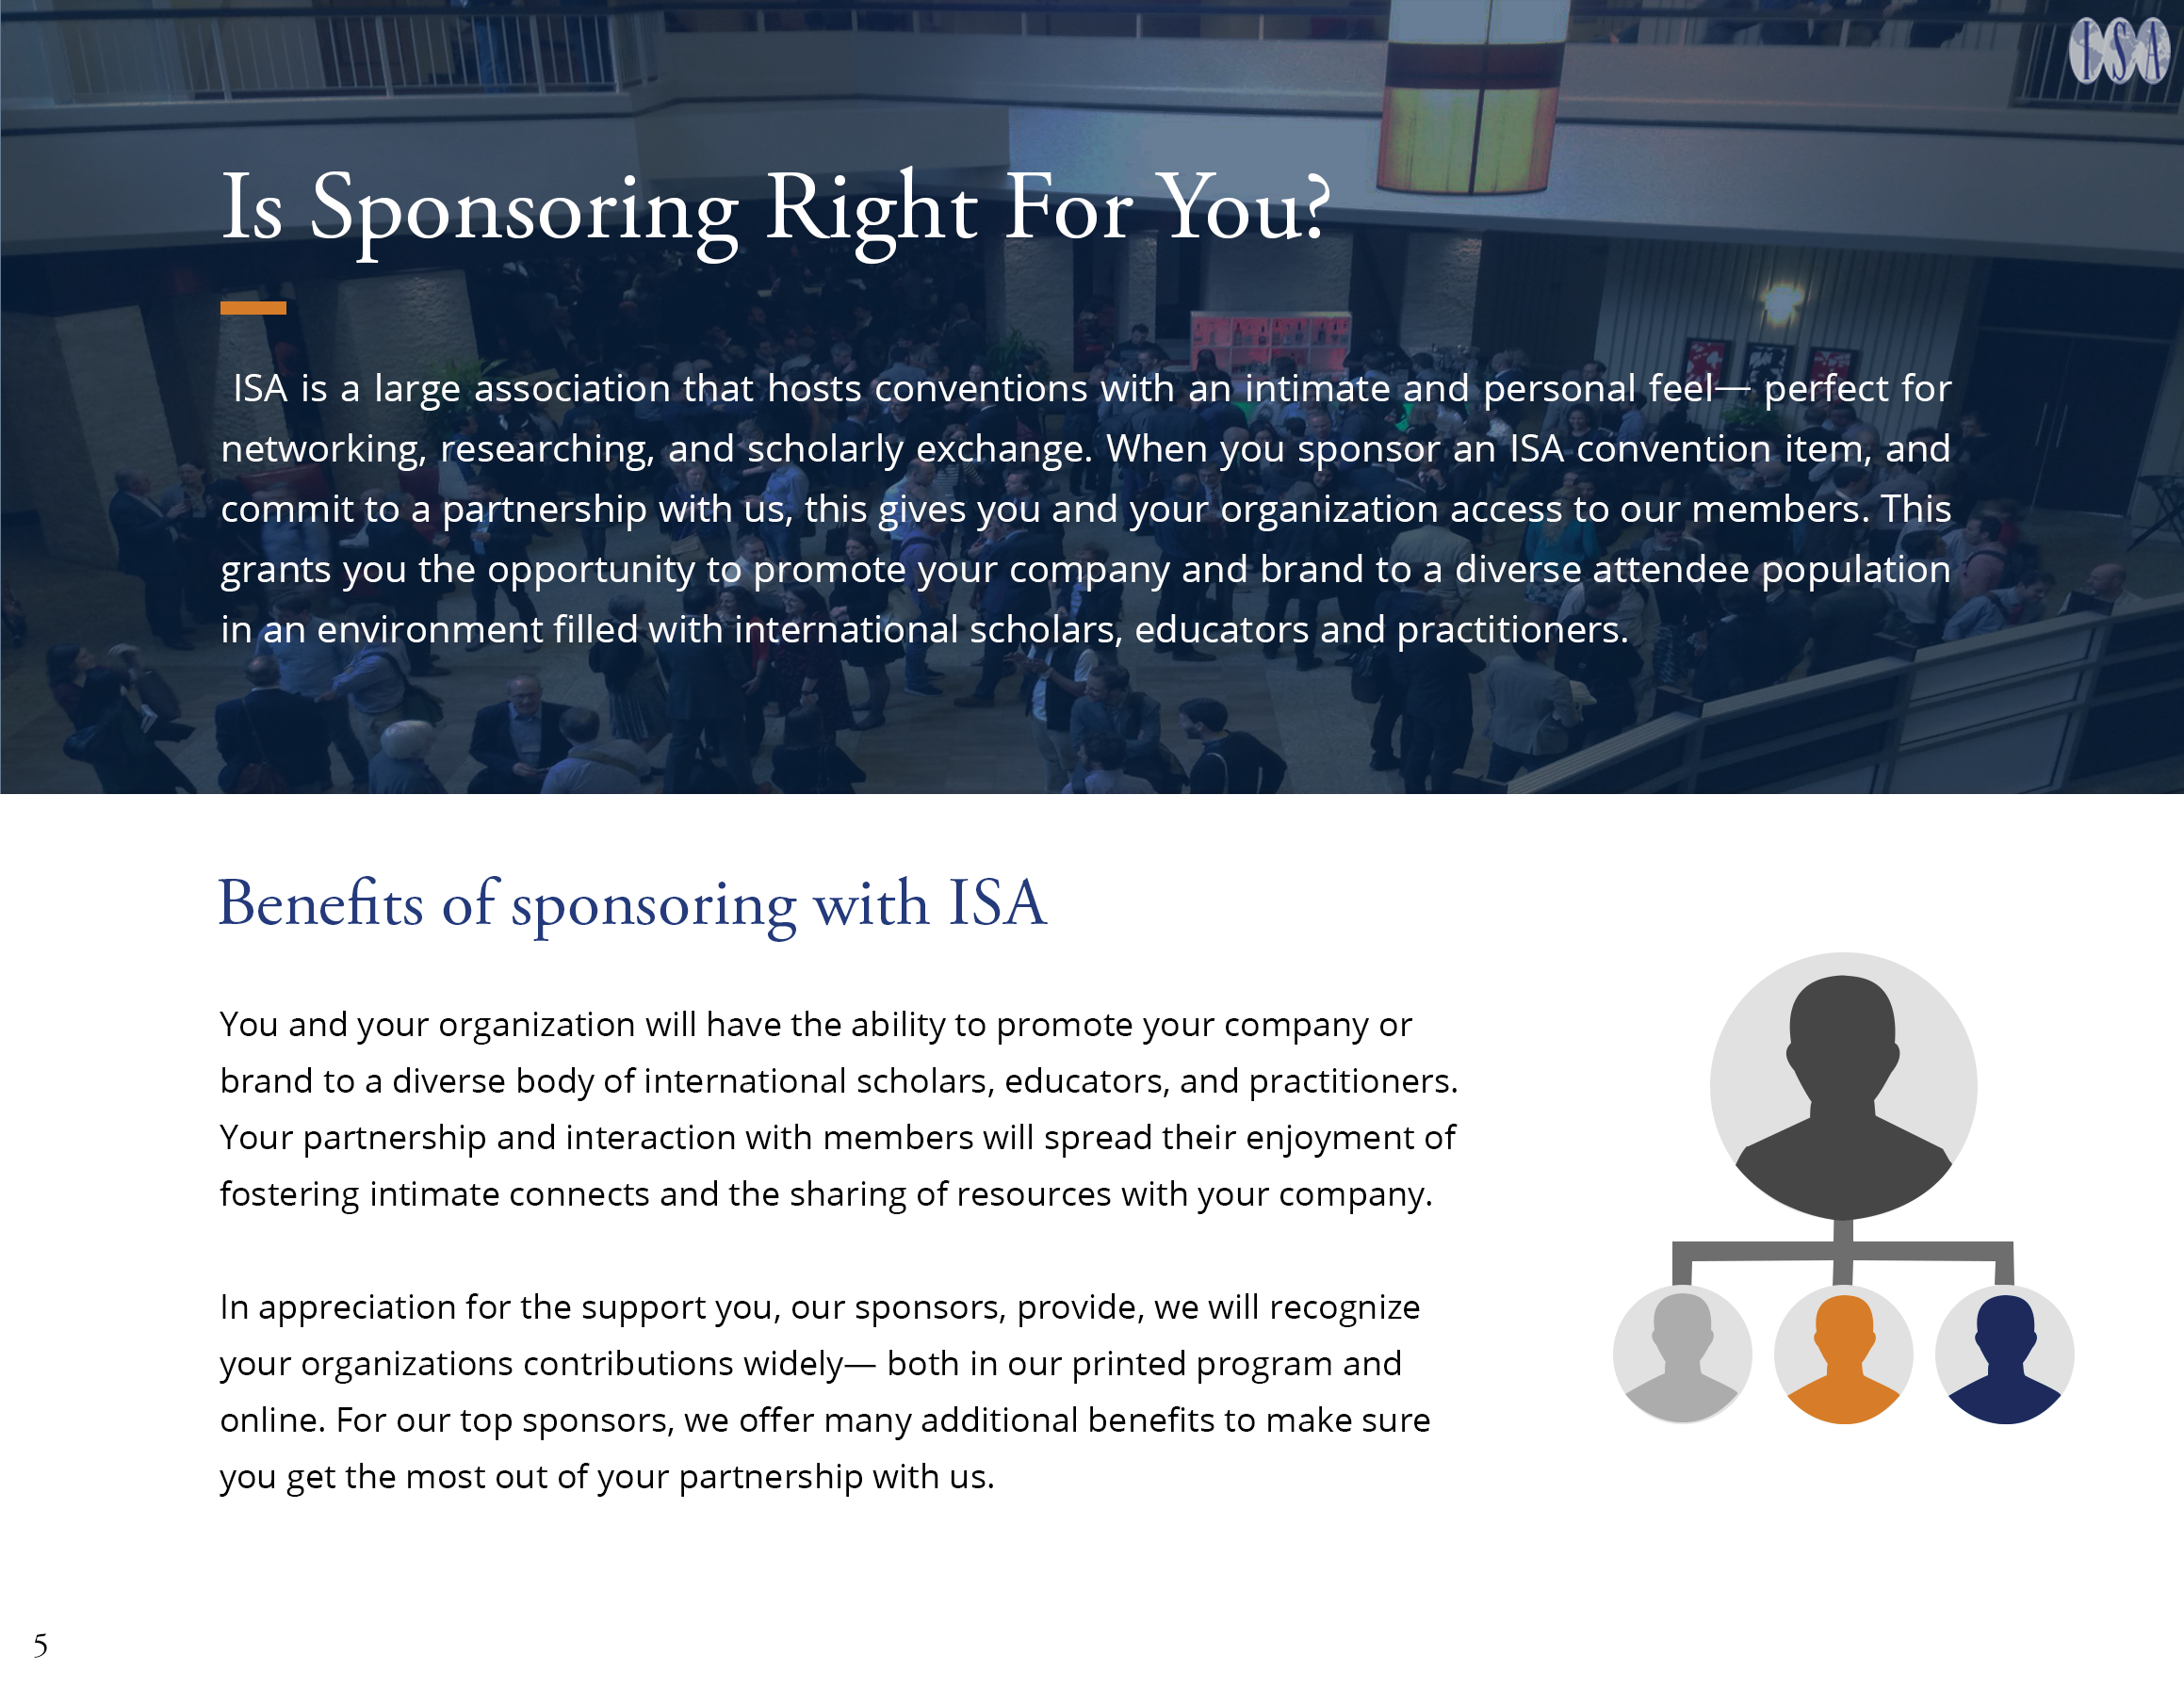 ISA
Is Sponsoring Right For You?
ISA is a large association that hosts conventions with an intimate and personal feel— perfect for
networking, researching, and scholarly exchange. When you sponsor an ISA convention item, and
commit to a partnership with us, this gives you and your organization access to our members. This
grants you the opportunity to promote your company and brand to a diverse attendee population
in an environment filled with international scholars, educators and practitioners.
Benefits of sponsoring with ISA
You and your organization will have the ability to promote your company or
brand to a diverse body of international scholars, educators, and practitioners.
Your partnership and interaction with members will spread their enjoyment of
fostering intimate connects and the sharing of resources with your company.
In appreciation for the support you, our sponsors, provide, we will recognize
your organizations contributions widely— both in our printed program and
online. For our top sponsors, we offer many additional benefits to make sure
you get the most out of your partnership with us.
5